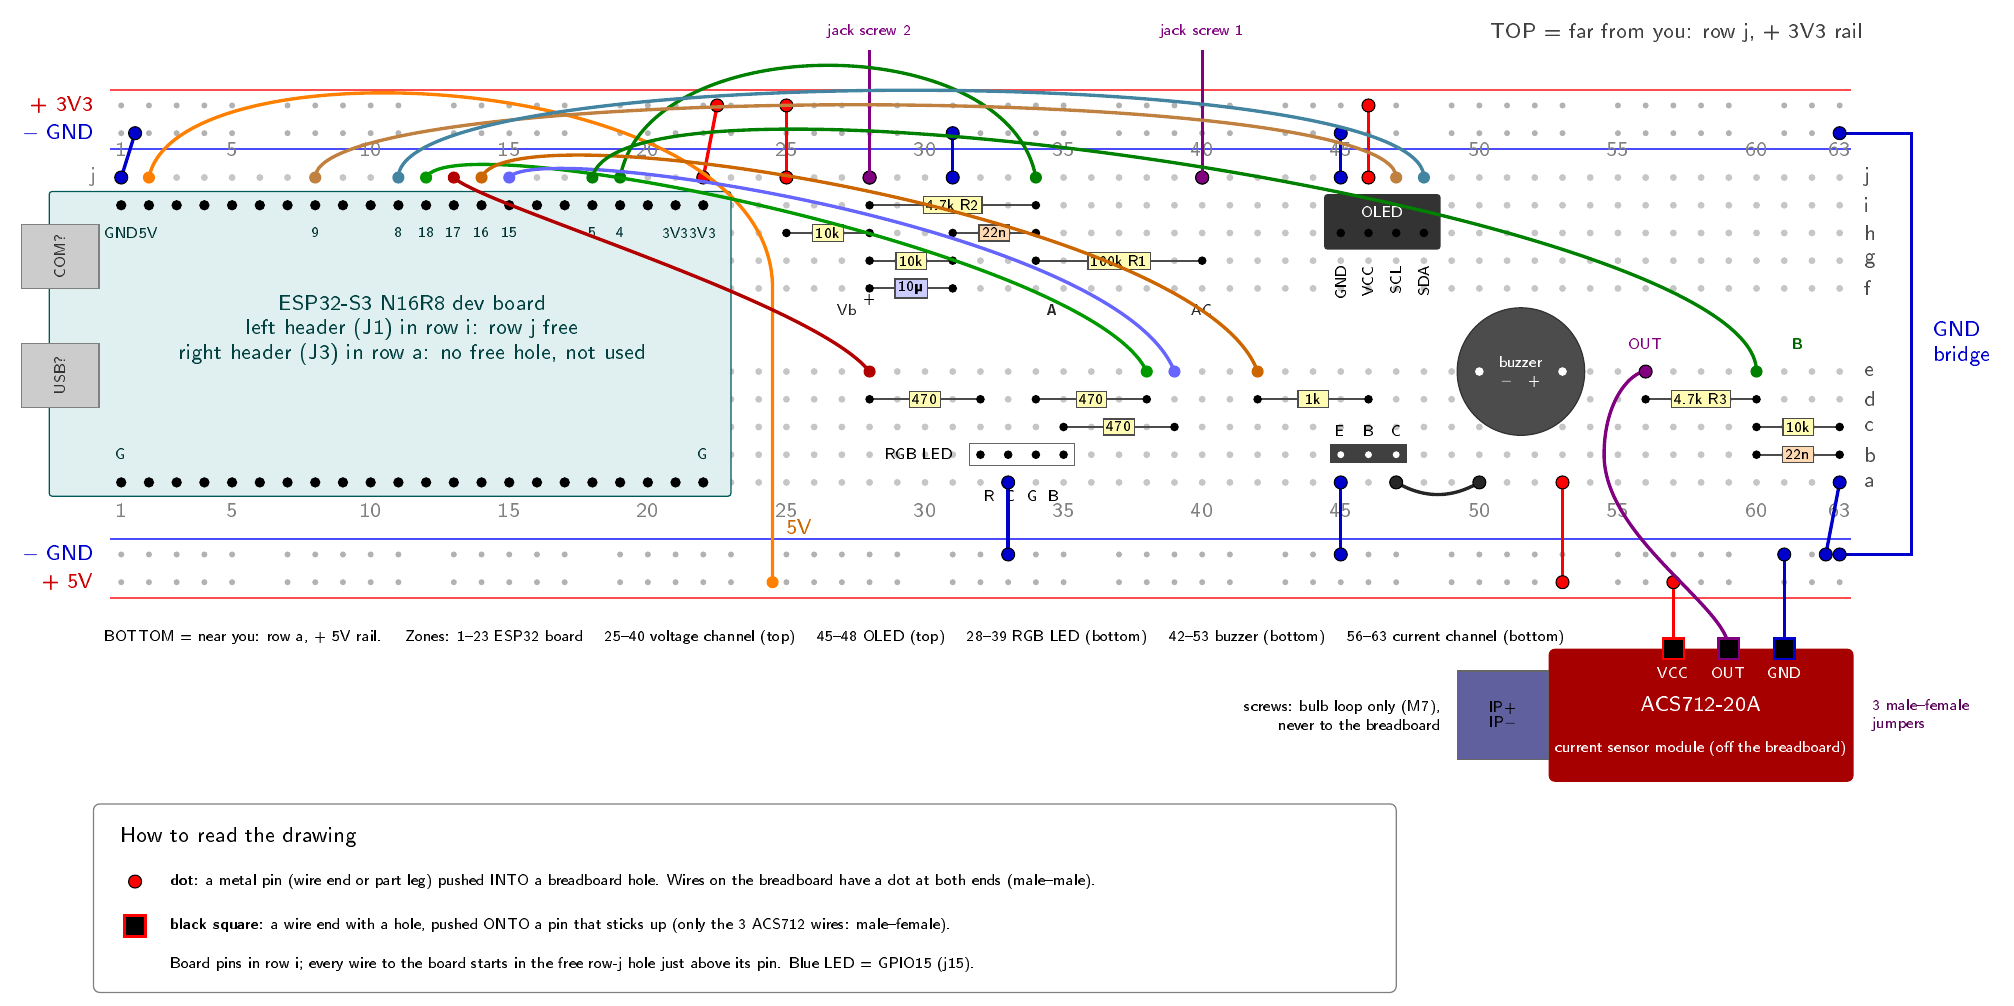 jack screw 2
jack screw 1
TOP = far from you: row j, + 3V3 rail
+ 3V3
− GND
1 5 10 15 20 25 30 35 40 45 50 55 60 63
j j
4.7k R2 OLED i
COM? GND 5V 9 8 18 17 16 15 5 4 3V3 3V3 10k 22n h
10k 100k R1 g
10µ GND VCC SCL SDA f
+
ESP32-S3 N16R8 dev board
Vb A AC
left header (J1) in row i: row j free
right header (J3) in row a: no free hole, not used
GND
bridge
OUT B
USB? buzzer e
− +
470 470 1k 4.7k R3 d
470 E B C 10k c
G G RGB LED 22n b
a
R C G B
1 5 10 15 20 25 30 35 40 45 50 55 60 63
5V
− GND
+ 5V
BOTTOM = near you: row a, + 5V rail. Zones: 1–23 ESP32 board 25–40 voltage channel (top) 45–48 OLED (top) 28–39 RGB LED (bottom) 42–53 buzzer (bottom) 56–63 current channel (bottom)
VCC OUT GND
screws: bulb loop only (M7),
never to the breadboard
IP+
IP−
ACS712-20A
current sensor module (off the breadboard)
3 male–female
jumpers
How to read the drawing
dot: a metal pin (wire end or part leg) pushed INTO a breadboard hole. Wires on the breadboard have a dot at both ends (male–male).
black square: a wire end with a hole, pushed ONTO a pin that sticks up (only the 3 ACS712 wires: male–female).
Board pins in row i; every wire to the board starts in the free row-j hole just above its pin. Blue LED = GPIO15 (j15).